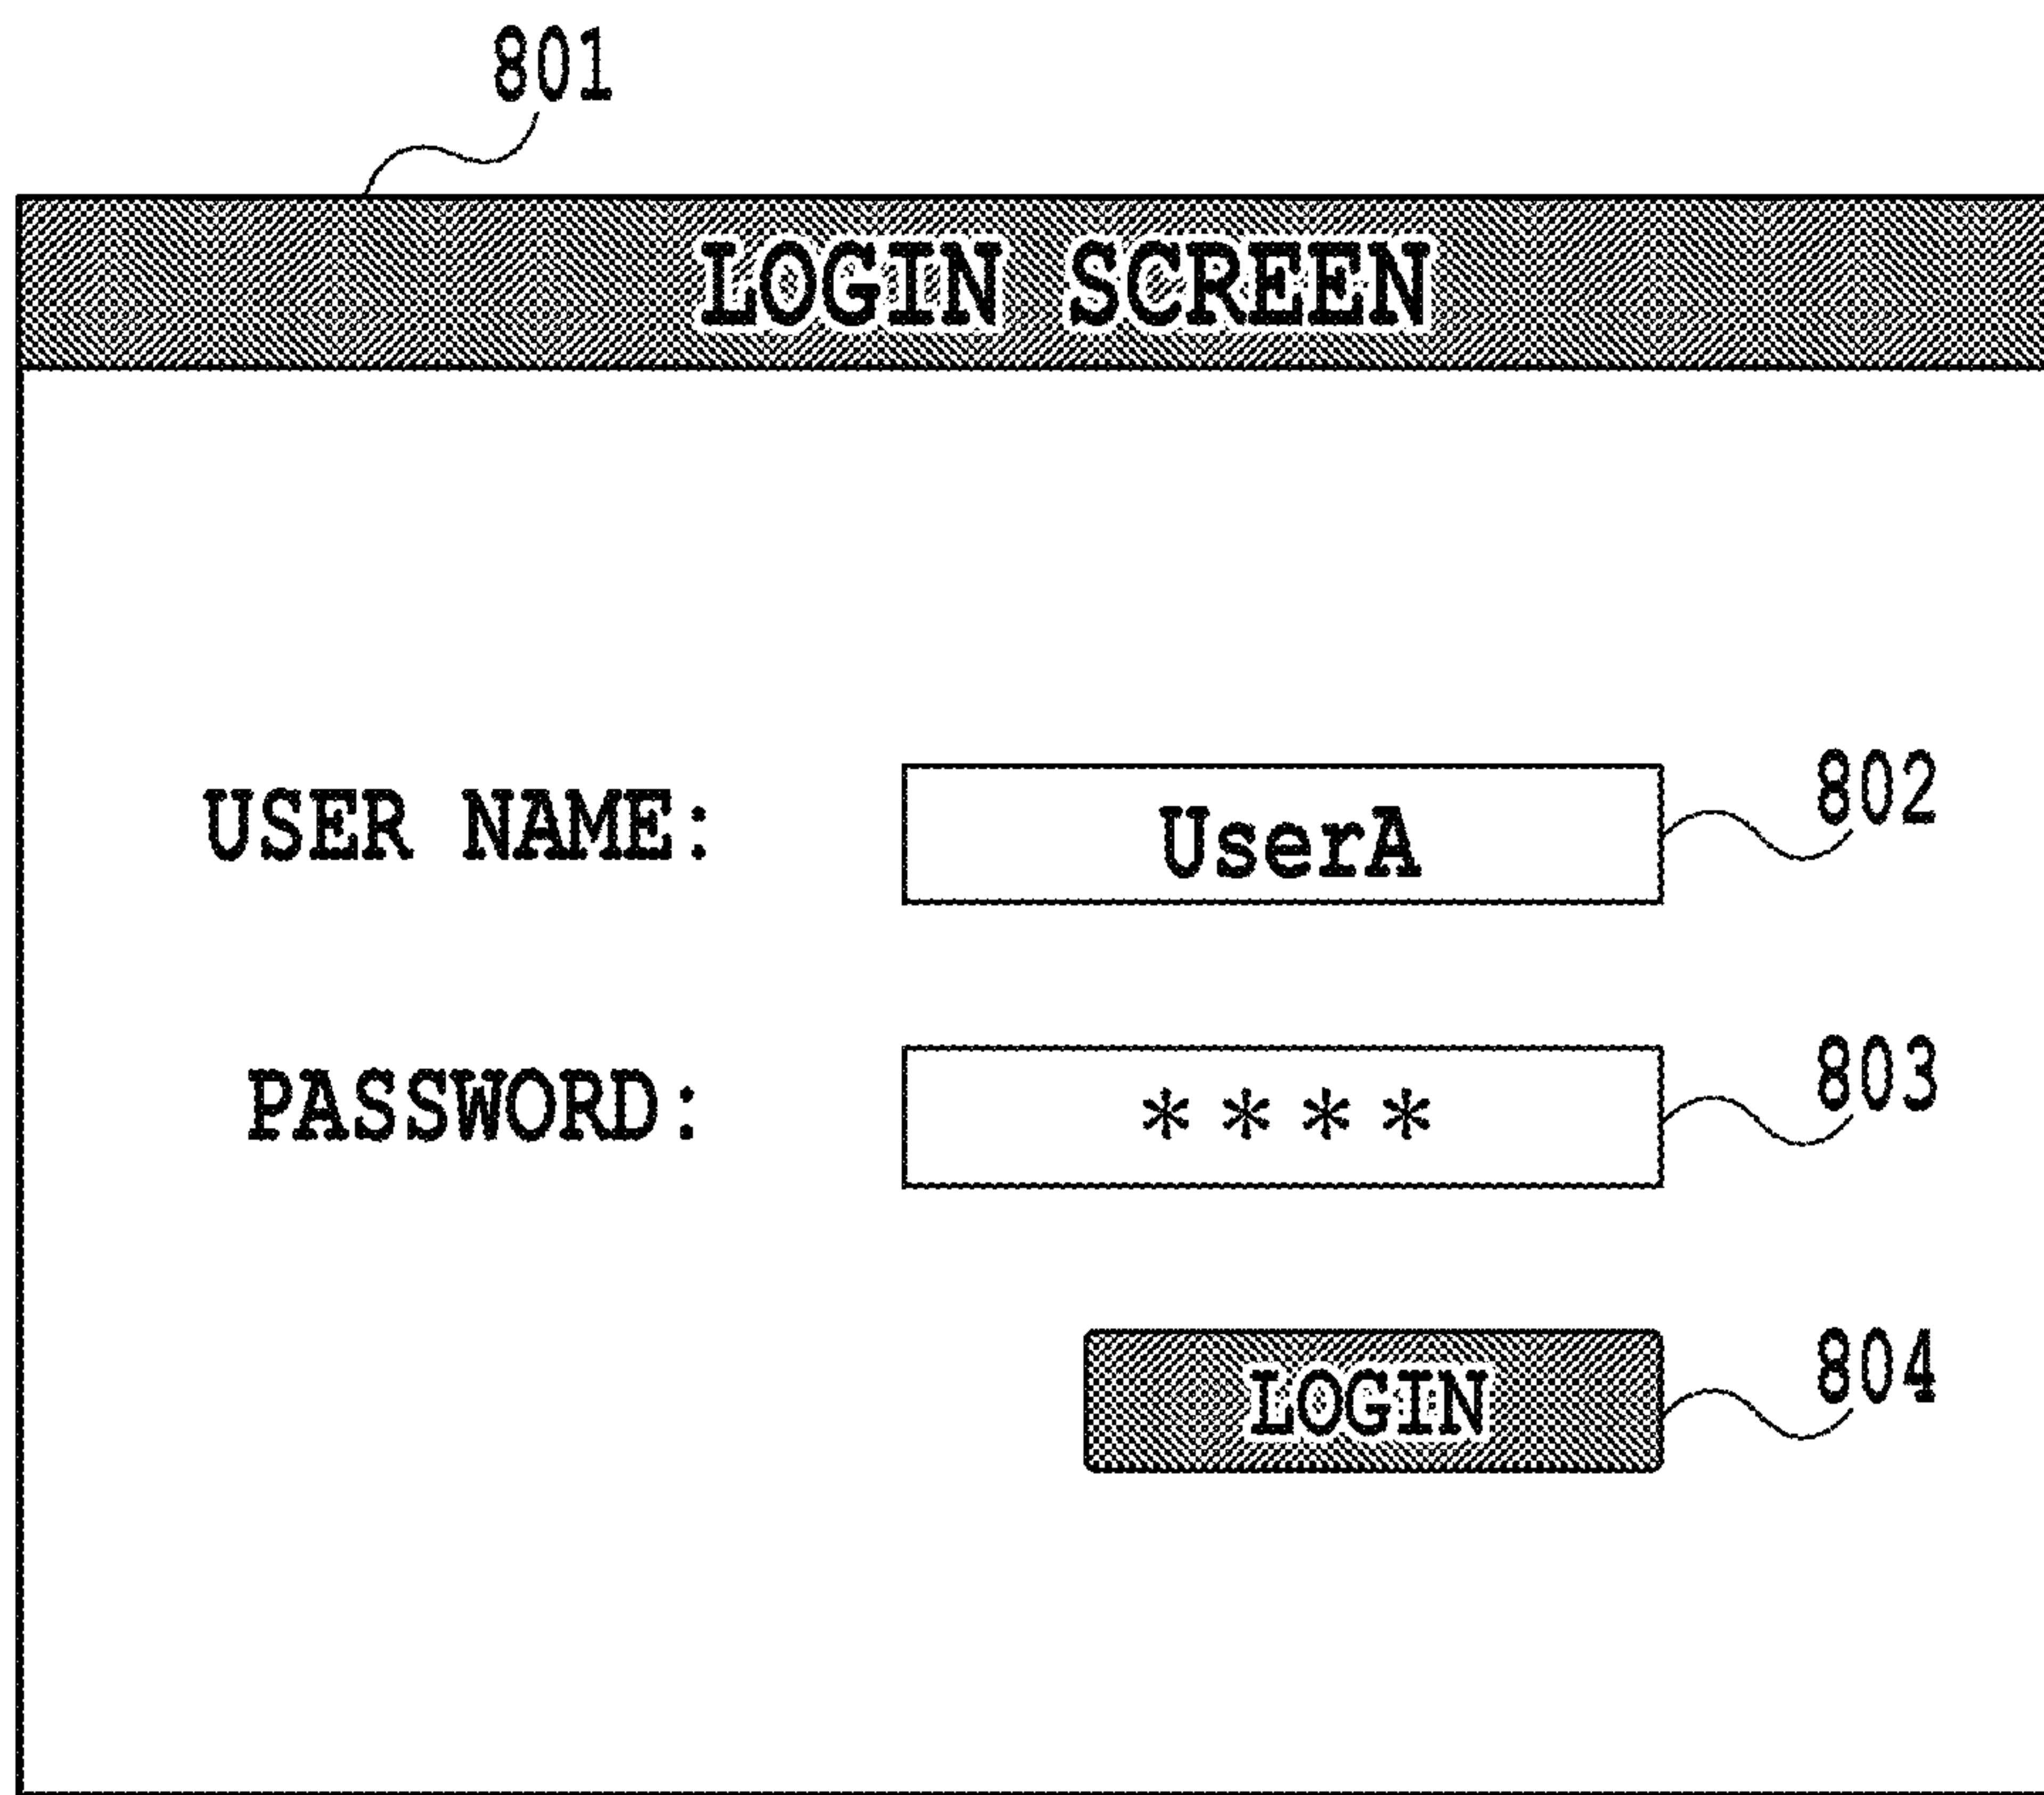 801
LOGIN SCREEN
USER NAME: UserA 802
PASSWORD: **** 803
LOGIN 804